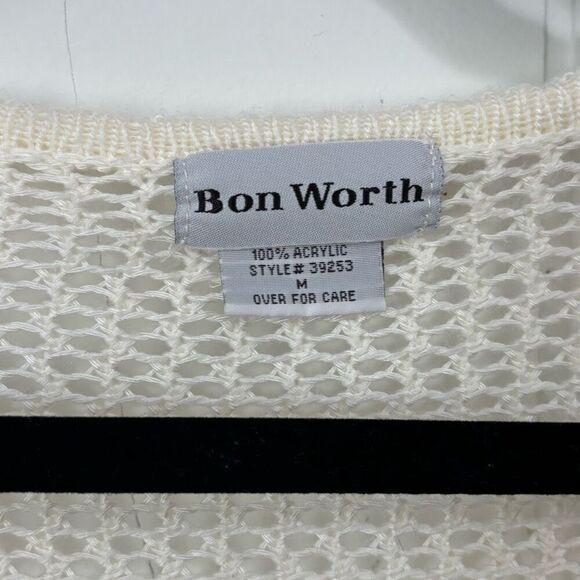 Bon Worth
100% ACRYLIC
STYLE# 39253
M
OVER FOR CARE